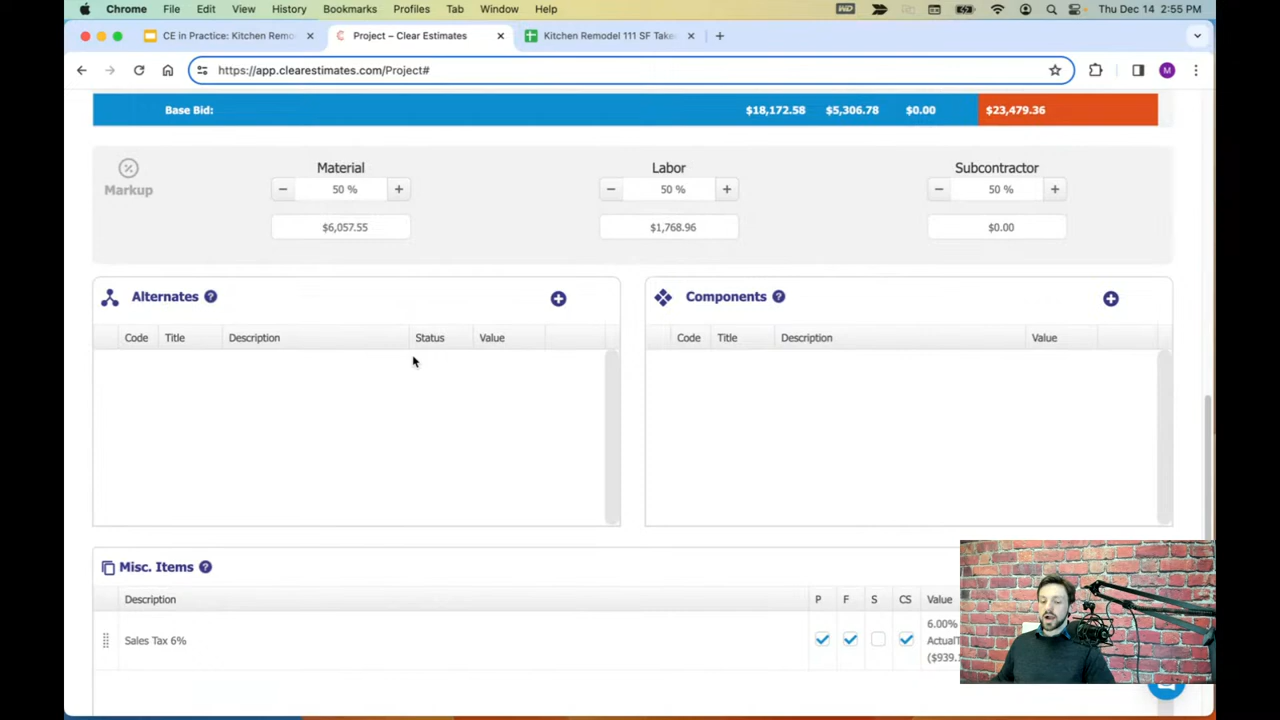 Chrome File Edit View History Bookmarks Profiles Tab Window Help Thu Dec 14 2:55 PM
CE in Practice: Kitchen Remo
Project – Clear Estimates
Kitchen Remodel 111 SF Take
https://app.clearestimates.com/Project#
M
Base Bid: $18,172.58 $5,306.78 $0.00 $23,479.36
Markup
Material Labor Subcontractor
− 50 % + − 50 % + − 50 % +
$6,057.55 $1,768.96 $0.00
Alternates ?
Components ?
Code Title Description Status Value
Code Title Description Value
Misc. Items ?
Description P F S CS Value
Sales Tax 6%
6.00%
ActualT
($939.